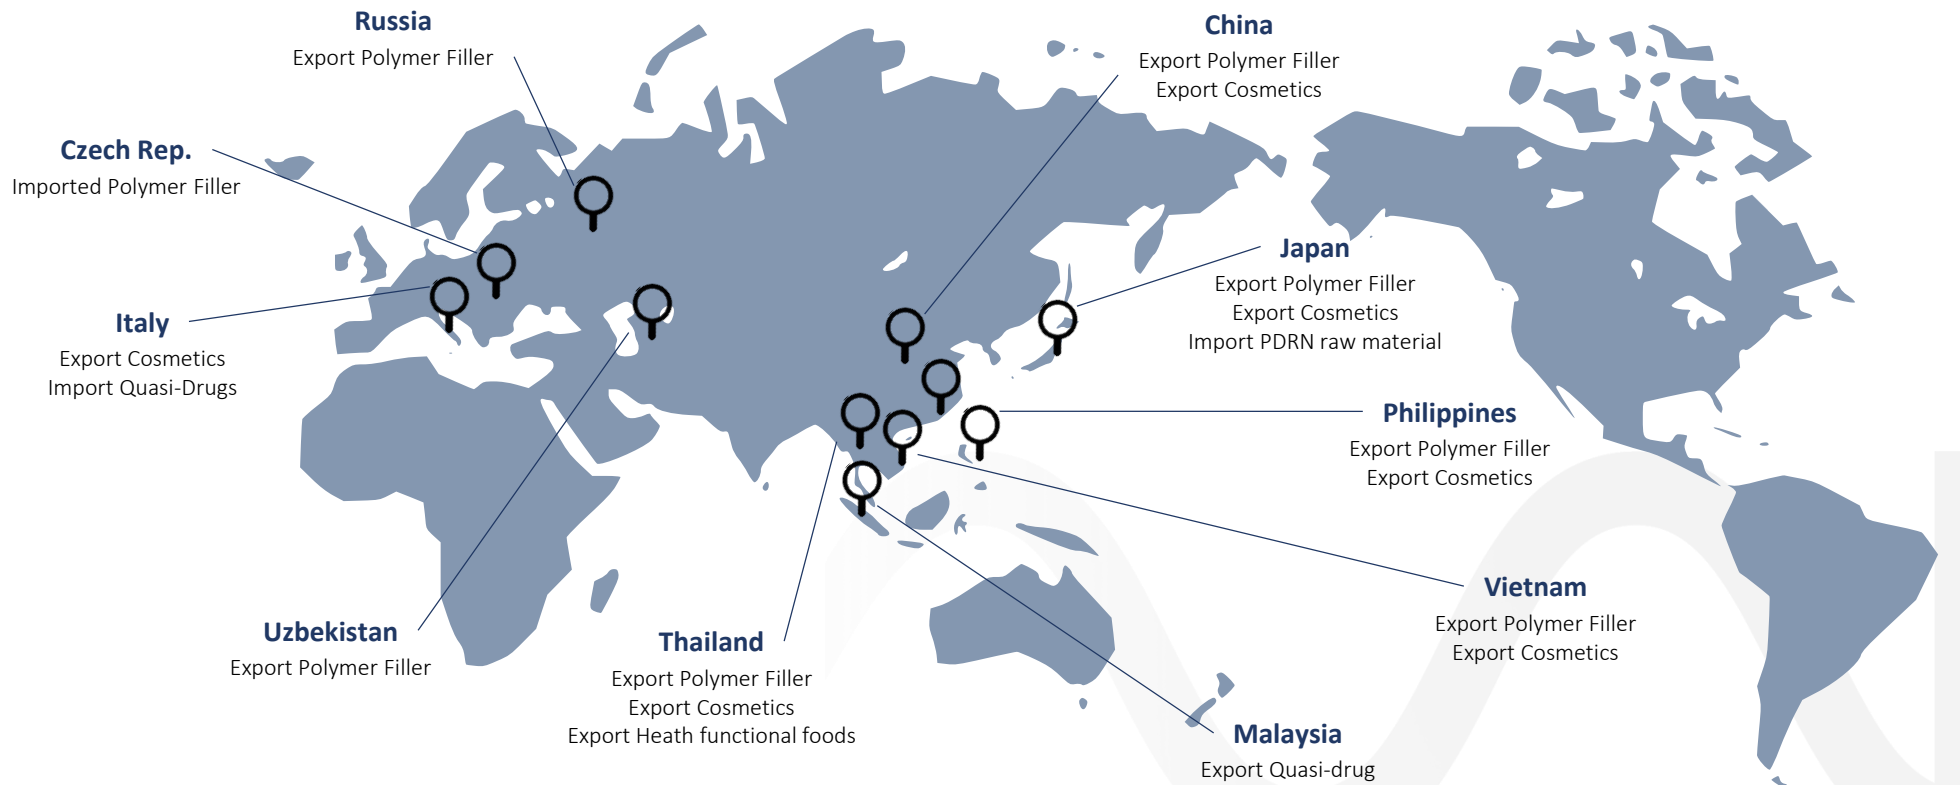 Russia
Export Polymer Filler
China
Export Polymer Filler
Export Cosmetics
Czech Rep.
Imported Polymer Filler
Japan
Export Polymer Filler
Export Cosmetics
Import PDRN raw material
Italy
Export Cosmetics
Import Quasi-Drugs
Philippines
Export Polymer Filler
Export Cosmetics
Vietnam
Export Polymer Filler
Export Cosmetics
Uzbekistan
Export Polymer Filler
Thailand
Export Polymer Filler
Export Cosmetics
Export Heath functional foods
Malaysia
Export Quasi-drug